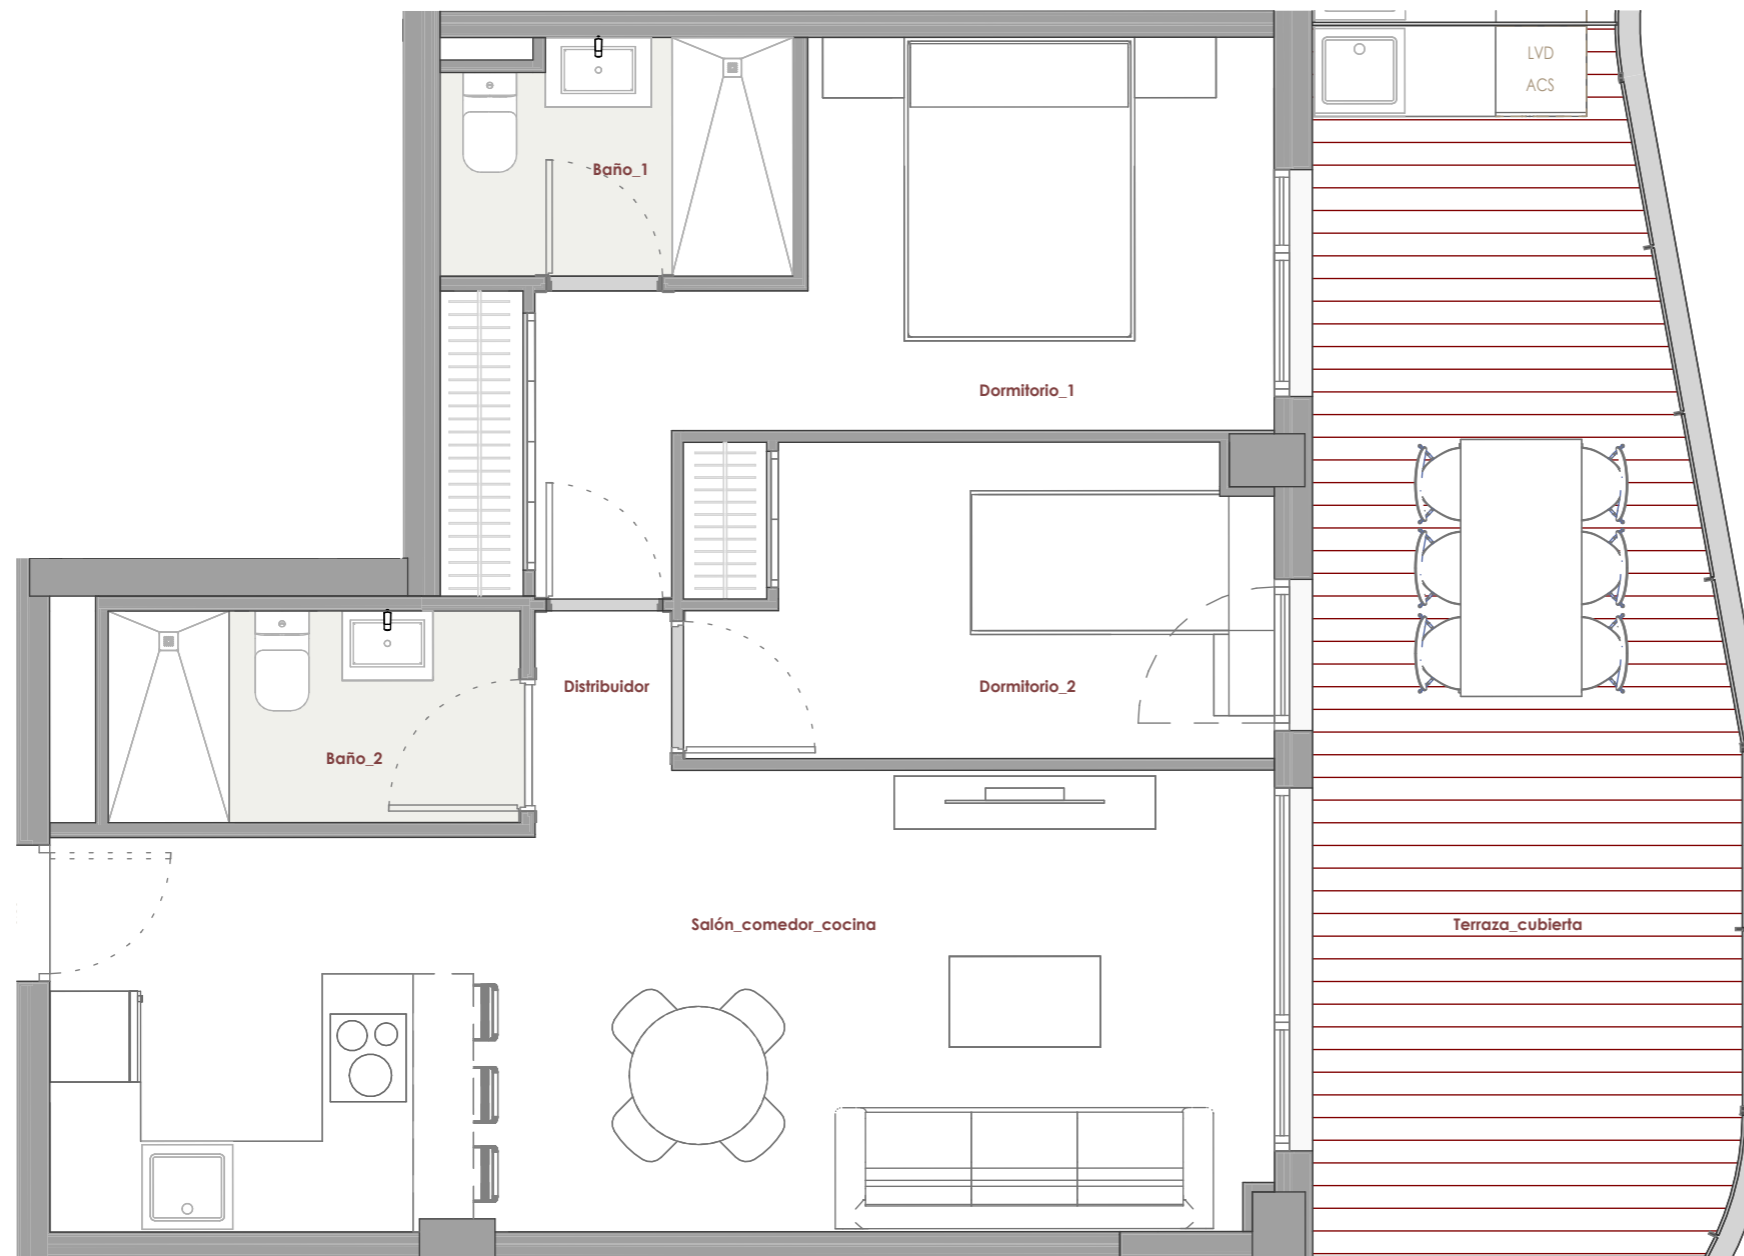 LVD
ACS
Baño_1
Dormitorio_1
Distribuidor
Dormitorio_2
Baño_2
Salón_comedor_cocina
Terraza_cubierta